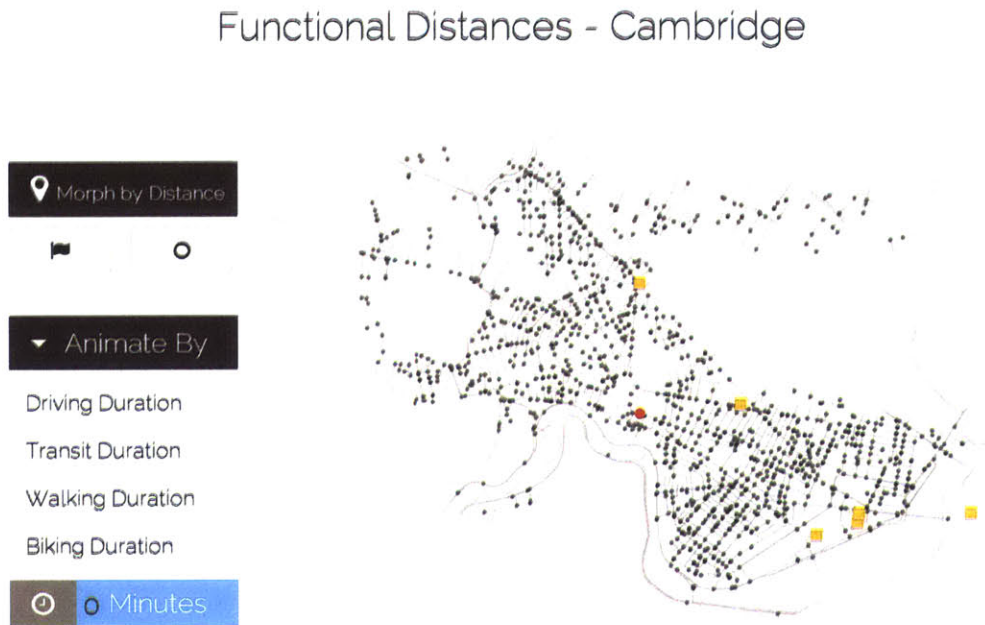 Functional Distances - Cambridge
Morph by Distance
Animate By
Driving Duration
Transit Duration
Walking Duration
Biking Duration
0 Minutes